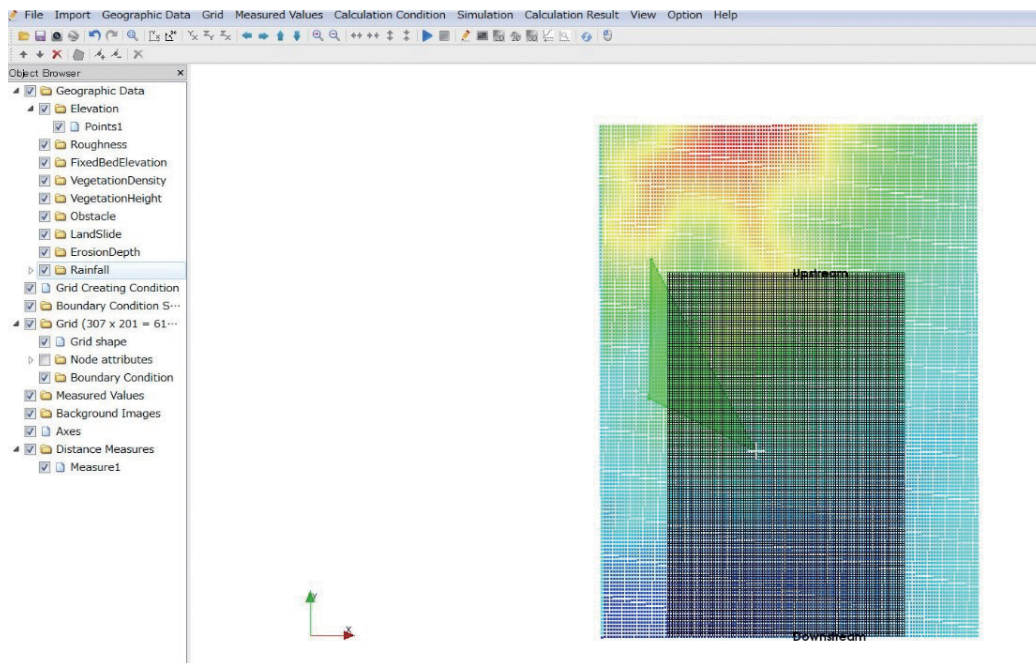 File Import Geographic Data Grid Measured Values Calculation Condition Simulation Calculation Result View Option Help
Object Browser ×
Geographic Data
Elevation
Points1
Roughness
FixedBedElevation
VegetationDensity
VegetationHeight
Obstacle
LandSlide
ErosionDepth
Rainfall
Grid Creating Condition
Boundary Condition S···
Grid (307 x 201 = 61···
Grid shape
Node attributes
Boundary Condition
Measured Values
Background Images
Axes
Distance Measures
Measure1
Upstream
Downstream
Y
X